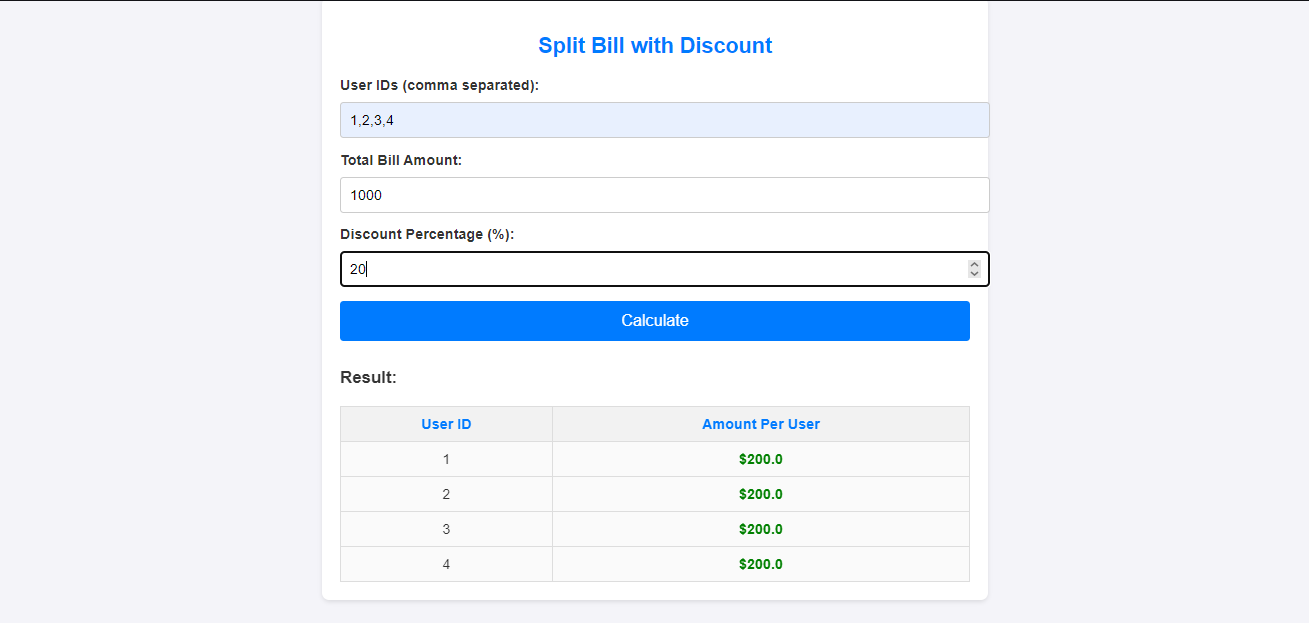 Split Bill with Discount
User IDs (comma separated):
1,2,3,4
Total Bill Amount:
1000
Discount Percentage (%):
20
Calculate
Result:
User ID Amount Per User
1 $200.0
2 $200.0
3 $200.0
4 $200.0